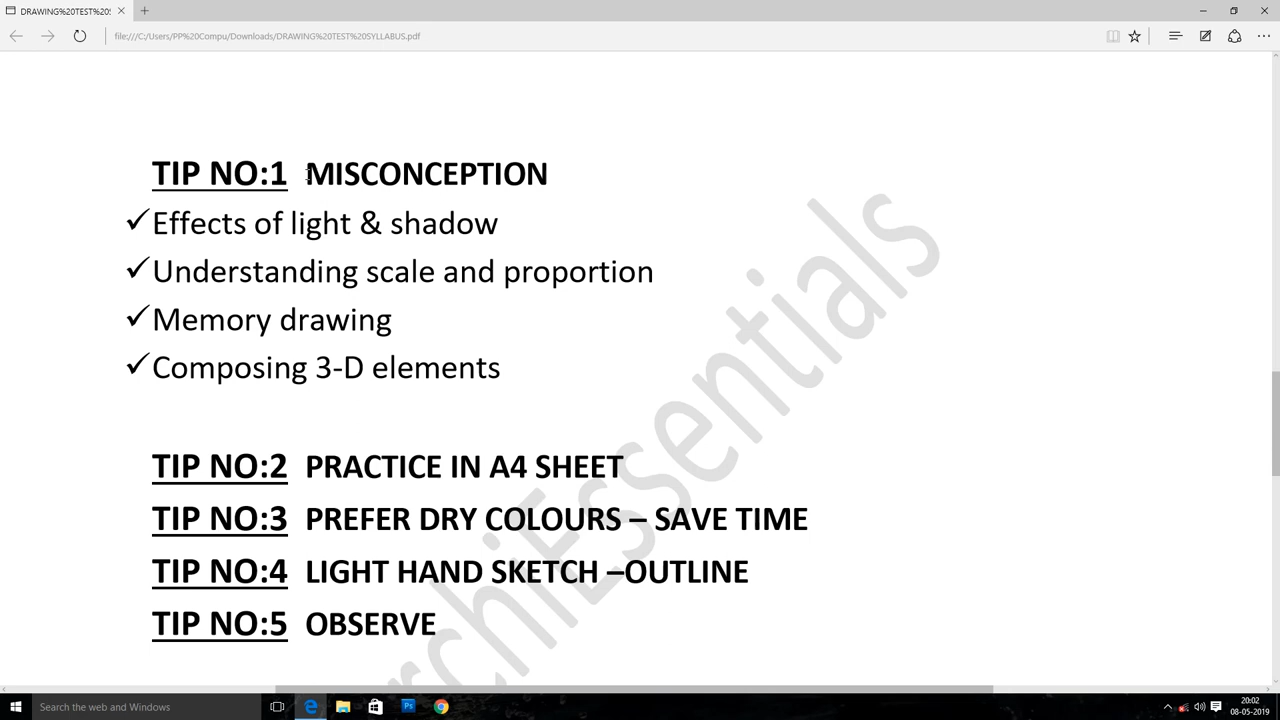 DRAWING%20TEST%20S
file:///C:/Users/PP%20Compu/Downloads/DRAWING%20TEST%20SYLLABUS.pdf
TIP NO:1 MISCONCEPTION
✓Effects of light & shadow
✓Understanding scale and proportion
✓Memory drawing
✓Composing 3-D elements
TIP NO:2 PRACTICE IN A4 SHEET
TIP NO:3 PREFER DRY COLOURS – SAVE TIME
TIP NO:4 LIGHT HAND SKETCH –OUTLINE
TIP NO:5 OBSERVE
rchiEssentials
Search the web and Windows
Ps
20:02
08-05-2019